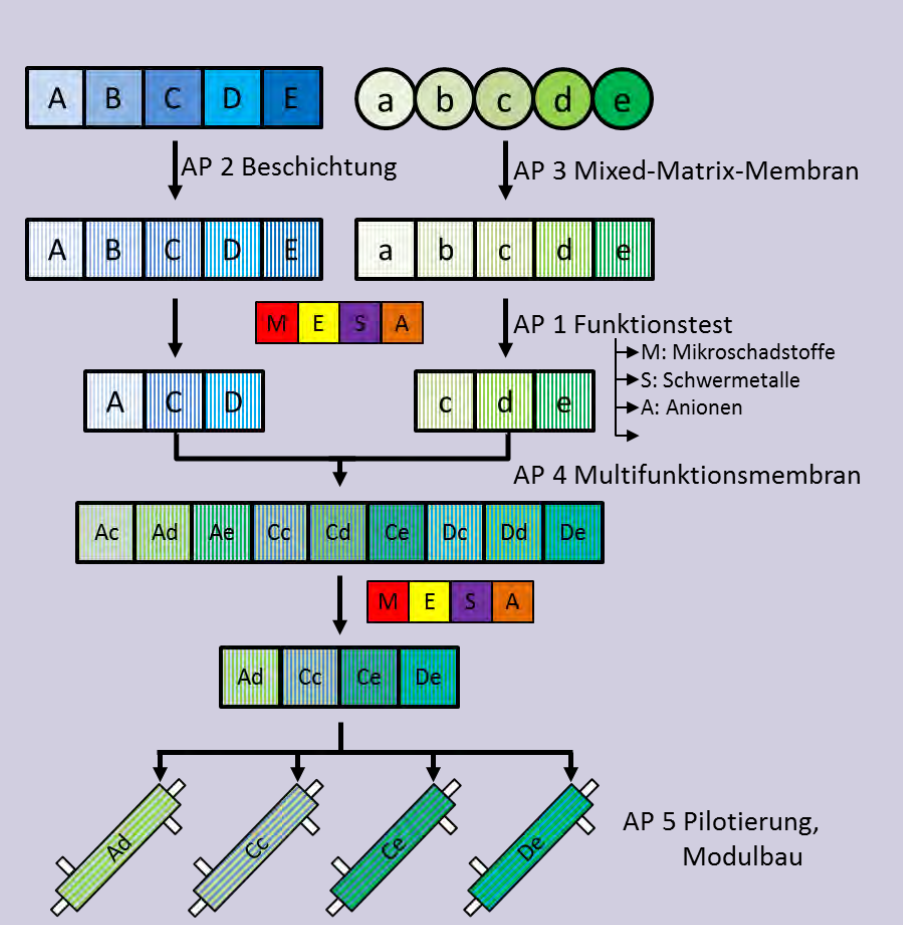 A B C D E
a b c d e
AP 2 Beschichtung
AP 3 Mixed-Matrix-Membran
A B C D E
a b c d e
M E S A
AP 1 Funktionstest
M: Mikroschadstoffe
S: Schwermetalle
A: Anionen
A C D
c d e
AP 4 Multifunktionsmembran
Ac Ad Ae Cc Cd Ce Dc Dd De
M E S A
Ad Cc Ce De
Ad Cc Ce De
AP 5 Pilotierung,
Modulbau